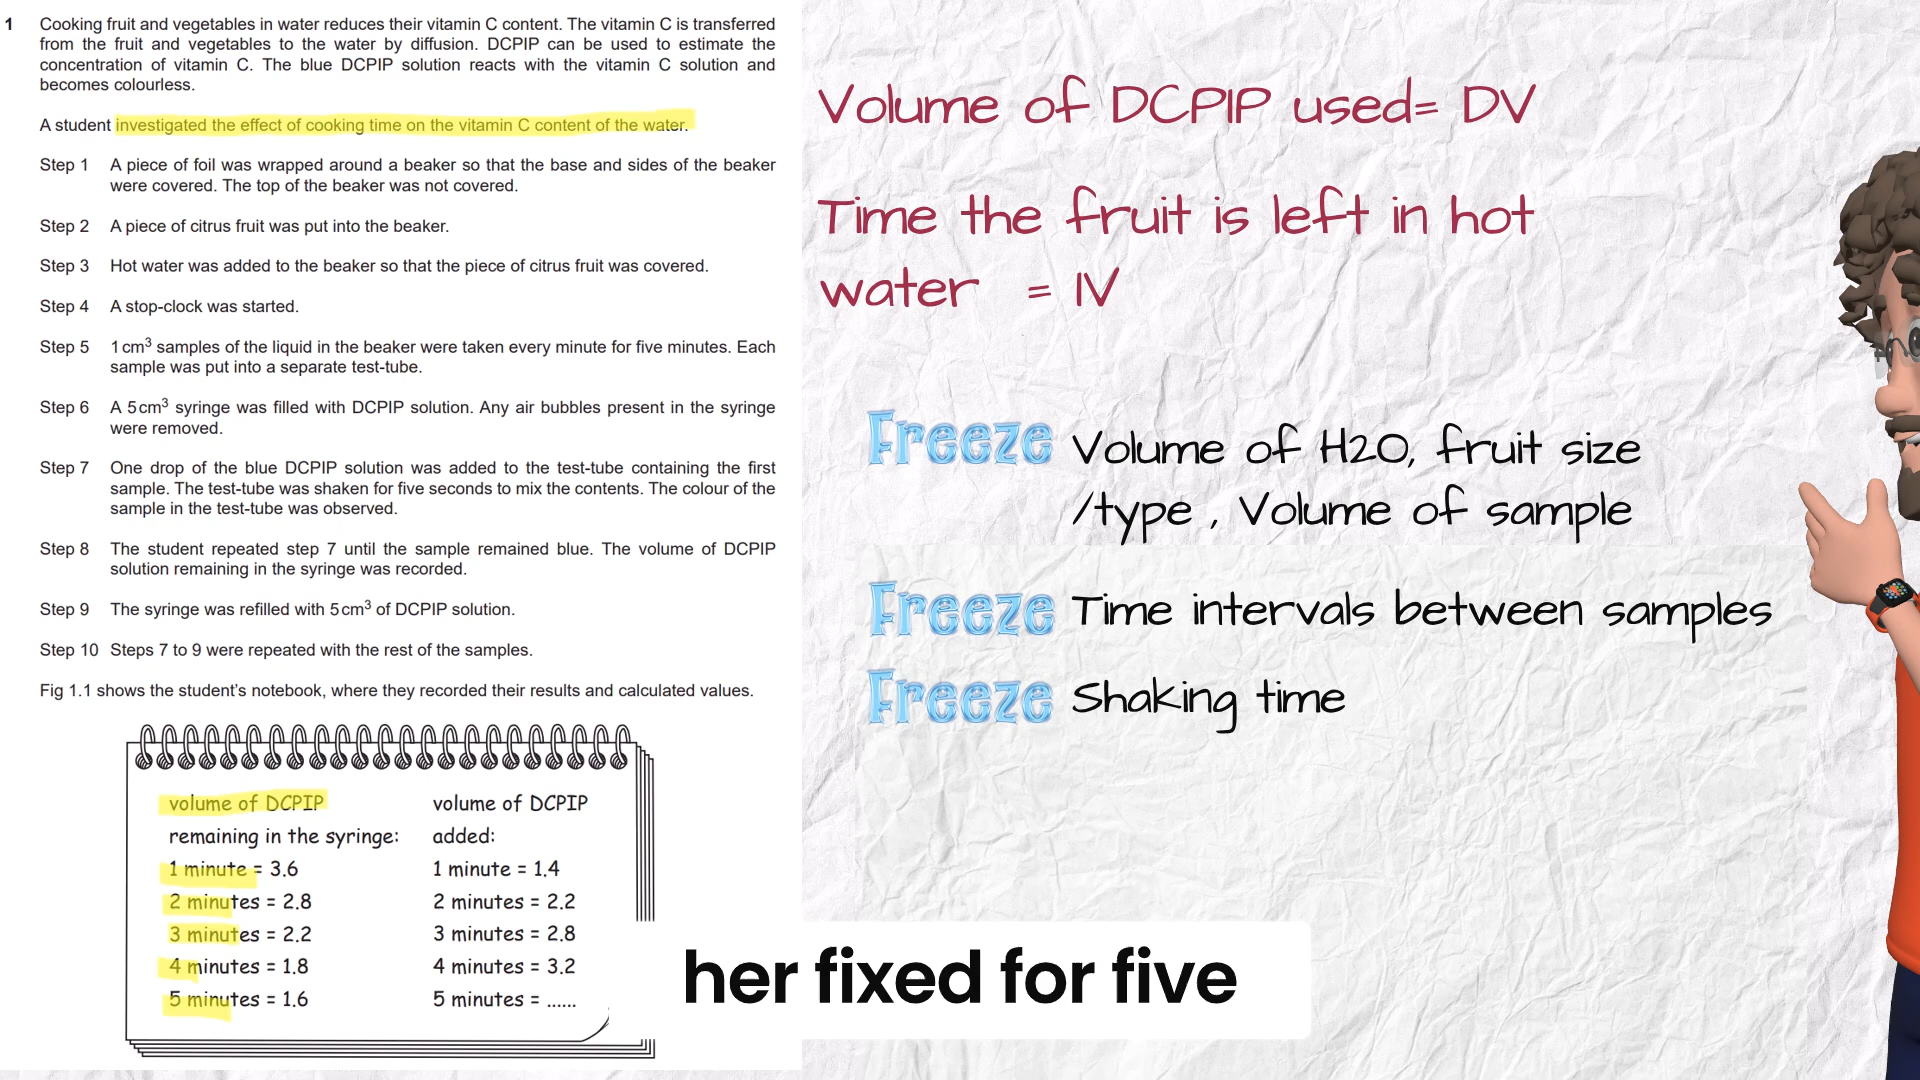 1 Cooking fruit and vegetables in water reduces their vitamin C content. The vitamin C is transferred
from the fruit and vegetables to the water by diffusion. DCPIP can be used to estimate the
concentration of vitamin C. The blue DCPIP solution reacts with the vitamin C solution and
becomes colourless.
A student investigated the effect of cooking time on the vitamin C content of the water.
Step 1 A piece of foil was wrapped around a beaker so that the base and sides of the beaker
were covered. The top of the beaker was not covered.
Step 2 A piece of citrus fruit was put into the beaker.
Step 3 Hot water was added to the beaker so that the piece of citrus fruit was covered.
Step 4 A stop-clock was started.
Step 5 1 cm³ samples of the liquid in the beaker were taken every minute for five minutes. Each
sample was put into a separate test-tube.
Step 6 A 5 cm³ syringe was filled with DCPIP solution. Any air bubbles present in the syringe
were removed.
Step 7 One drop of the blue DCPIP solution was added to the test-tube containing the first
sample. The test-tube was shaken for five seconds to mix the contents. The colour of the
sample in the test-tube was observed.
Step 8 The student repeated step 7 until the sample remained blue. The volume of DCPIP
solution remaining in the syringe was recorded.
Step 9 The syringe was refilled with 5 cm³ of DCPIP solution.
Step 10 Steps 7 to 9 were repeated with the rest of the samples.
Fig 1.1 shows the student's notebook, where they recorded their results and calculated values.
volume of DCPIP
remaining in the syringe:
1 minute = 3.6
2 minutes = 2.8
3 minutes = 2.2
4 minutes = 1.8
5 minutes = 1.6
volume of DCPIP
added:
1 minute = 1.4
2 minutes = 2.2
3 minutes = 2.8
4 minutes = 3.2
5 minutes = ......
Volume of DCPIP used= DV
Time the fruit is left in hot
water = IV
Freeze Volume of H2O, fruit size
/type , Volume of sample
Freeze Time intervals between samples
Freeze Shaking time
her fixed for five